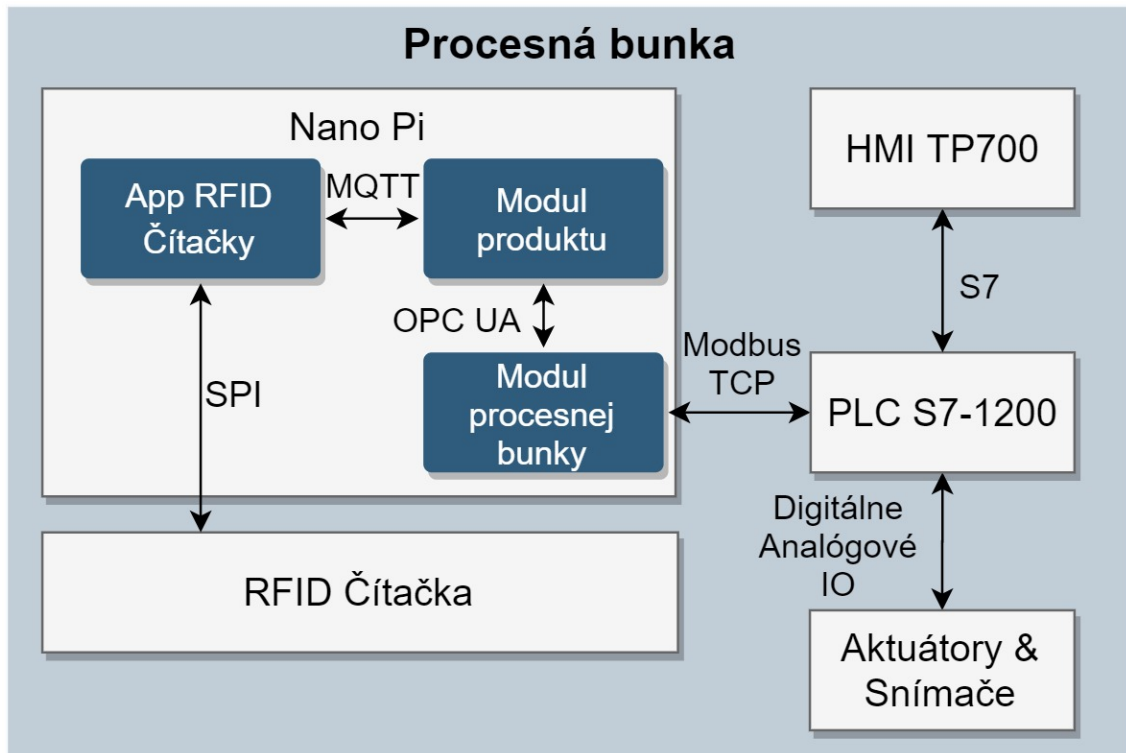 Procesná bunka
Nano Pi
App RFID
Čítačky
MQTT
Modul
produktu
OPC UA
Modul
procesnej
bunky
SPI
RFID Čítačka
HMI TP700
S7
Modbus
TCP
PLC S7-1200
Digitálne
Analógové
IO
Aktuátory &
Snímače